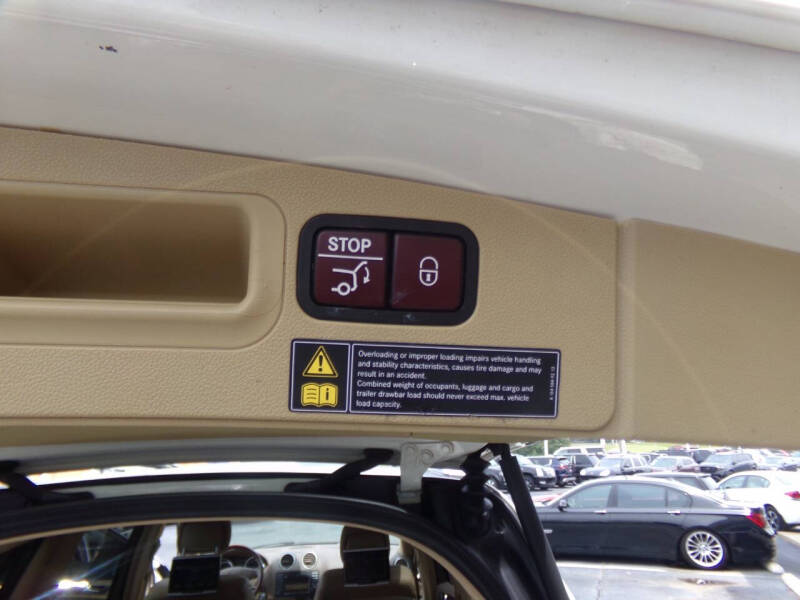 STOP
Overloading or improper loading impairs vehicle handling
and stability characteristics, causes tire damage and may
result in an accident.
Combined weight of occupants, luggage and cargo and
trailer drawbar load should never exceed max. vehicle
load capacity.